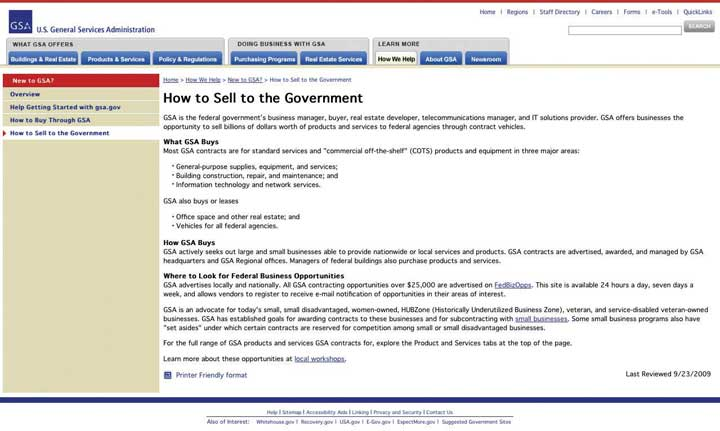 Home | Regions | Staff Directory | Careers | Forms | e-Tools | QuickLinks
GSA U.S. General Services Administration
SEARCH
WHAT GSA OFFERS DOING BUSINESS WITH GSA LEARN MORE
Buildings & Real Estate Products & Services Policy & Regulations Purchasing Programs Real Estate Services How We Help About GSA Newsroom
New to GSA?
Overview
Help Getting Started with gsa.gov
How to Buy Through GSA
How to Sell to the Government
Home > How We Help > New to GSA? > How to Sell to the Government
How to Sell to the Government
GSA is the federal government's business manager, buyer, real estate developer, telecommunications manager, and IT solutions provider. GSA offers businesses the
opportunity to sell billions of dollars worth of products and services to federal agencies through contract vehicles.
What GSA Buys
Most GSA contracts are for standard services and "commercial off-the-shelf" (COTS) products and equipment in three major areas:
• General-purpose supplies, equipment, and services;
• Building construction, repair, and maintenance; and
• Information technology and network services.
GSA also buys or leases
• Office space and other real estate; and
• Vehicles for all federal agencies.
How GSA Buys
GSA actively seeks out large and small businesses able to provide nationwide or local services and products. GSA contracts are advertised, awarded, and managed by GSA
headquarters and GSA Regional offices. Managers of federal buildings also purchase products and services.
Where to Look for Federal Business Opportunities
GSA advertises locally and nationally. All GSA contracting opportunities over $25,000 are advertised on FedBizOpps. This site is available 24 hours a day, seven days a
week, and allows vendors to register to receive e-mail notification of opportunities in their areas of interest.
GSA is an advocate for today's small, small disadvantaged, women-owned, HUBZone (Historically Underutilized Business Zone), veteran, and service-disabled veteran-owned
businesses. GSA has established goals for awarding contracts to these businesses and for subcontracting with small businesses. Some small business programs also have
"set asides" under which certain contracts are reserved for competition among small or small disadvantaged businesses.
For the full range of GSA products and services GSA contracts for, explore the Product and Services tabs at the top of the page.
Learn more about these opportunities at local workshops.
Printer Friendly format
Last Reviewed 9/23/2009
Help | Sitemap | Accessibility Aids | Linking | Privacy and Security | Contact Us
Also of Interest: Whitehouse.gov | Recovery.gov | USA.gov | E-Gov.gov | ExpectMore.gov | Suggested Government Sites